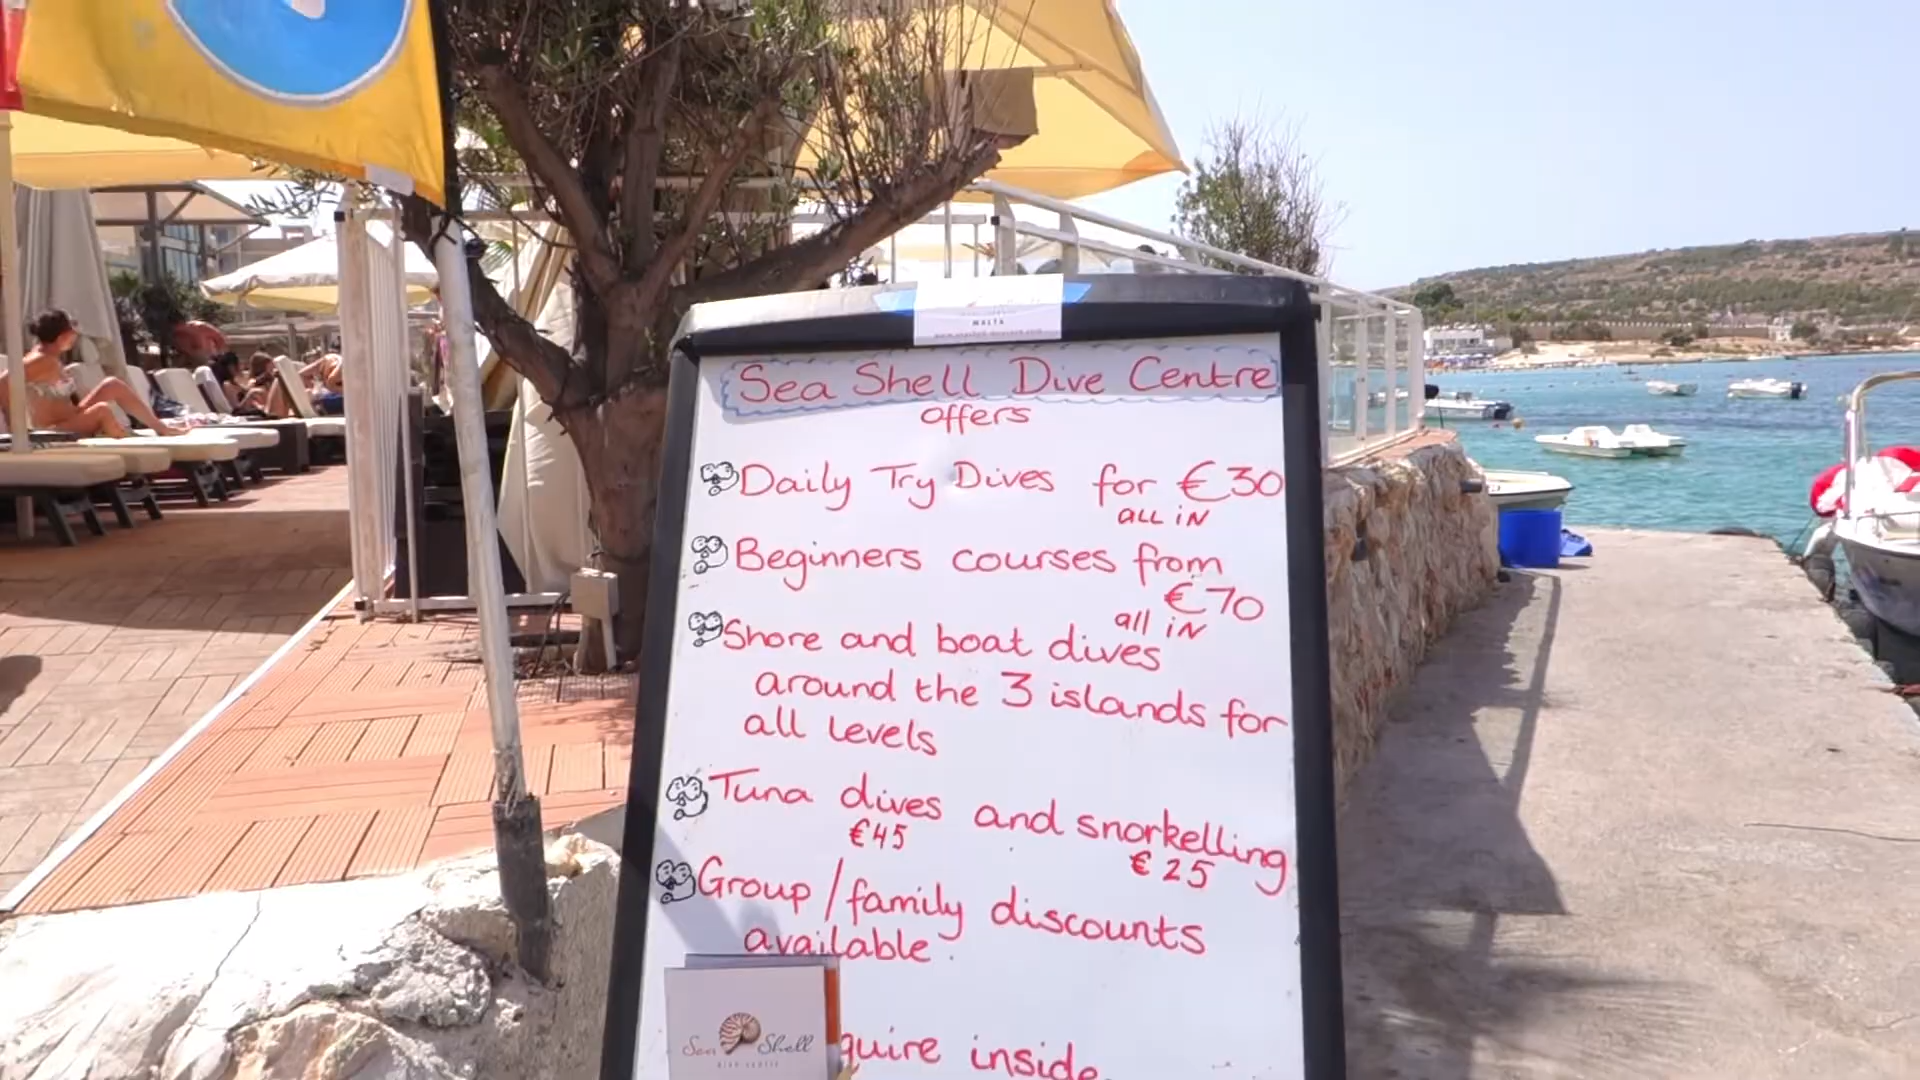 MALTA
Sea Shell Dive Centre
offers
Daily Try Dives for €30
ALL iN
Beginners courses from
€70
all iN
Shore and boat dives
around the 3 islands for
all levels
Tuna dives and snorkelling
€45 €25
Group/family discounts
available.
quire inside
Sea Shell